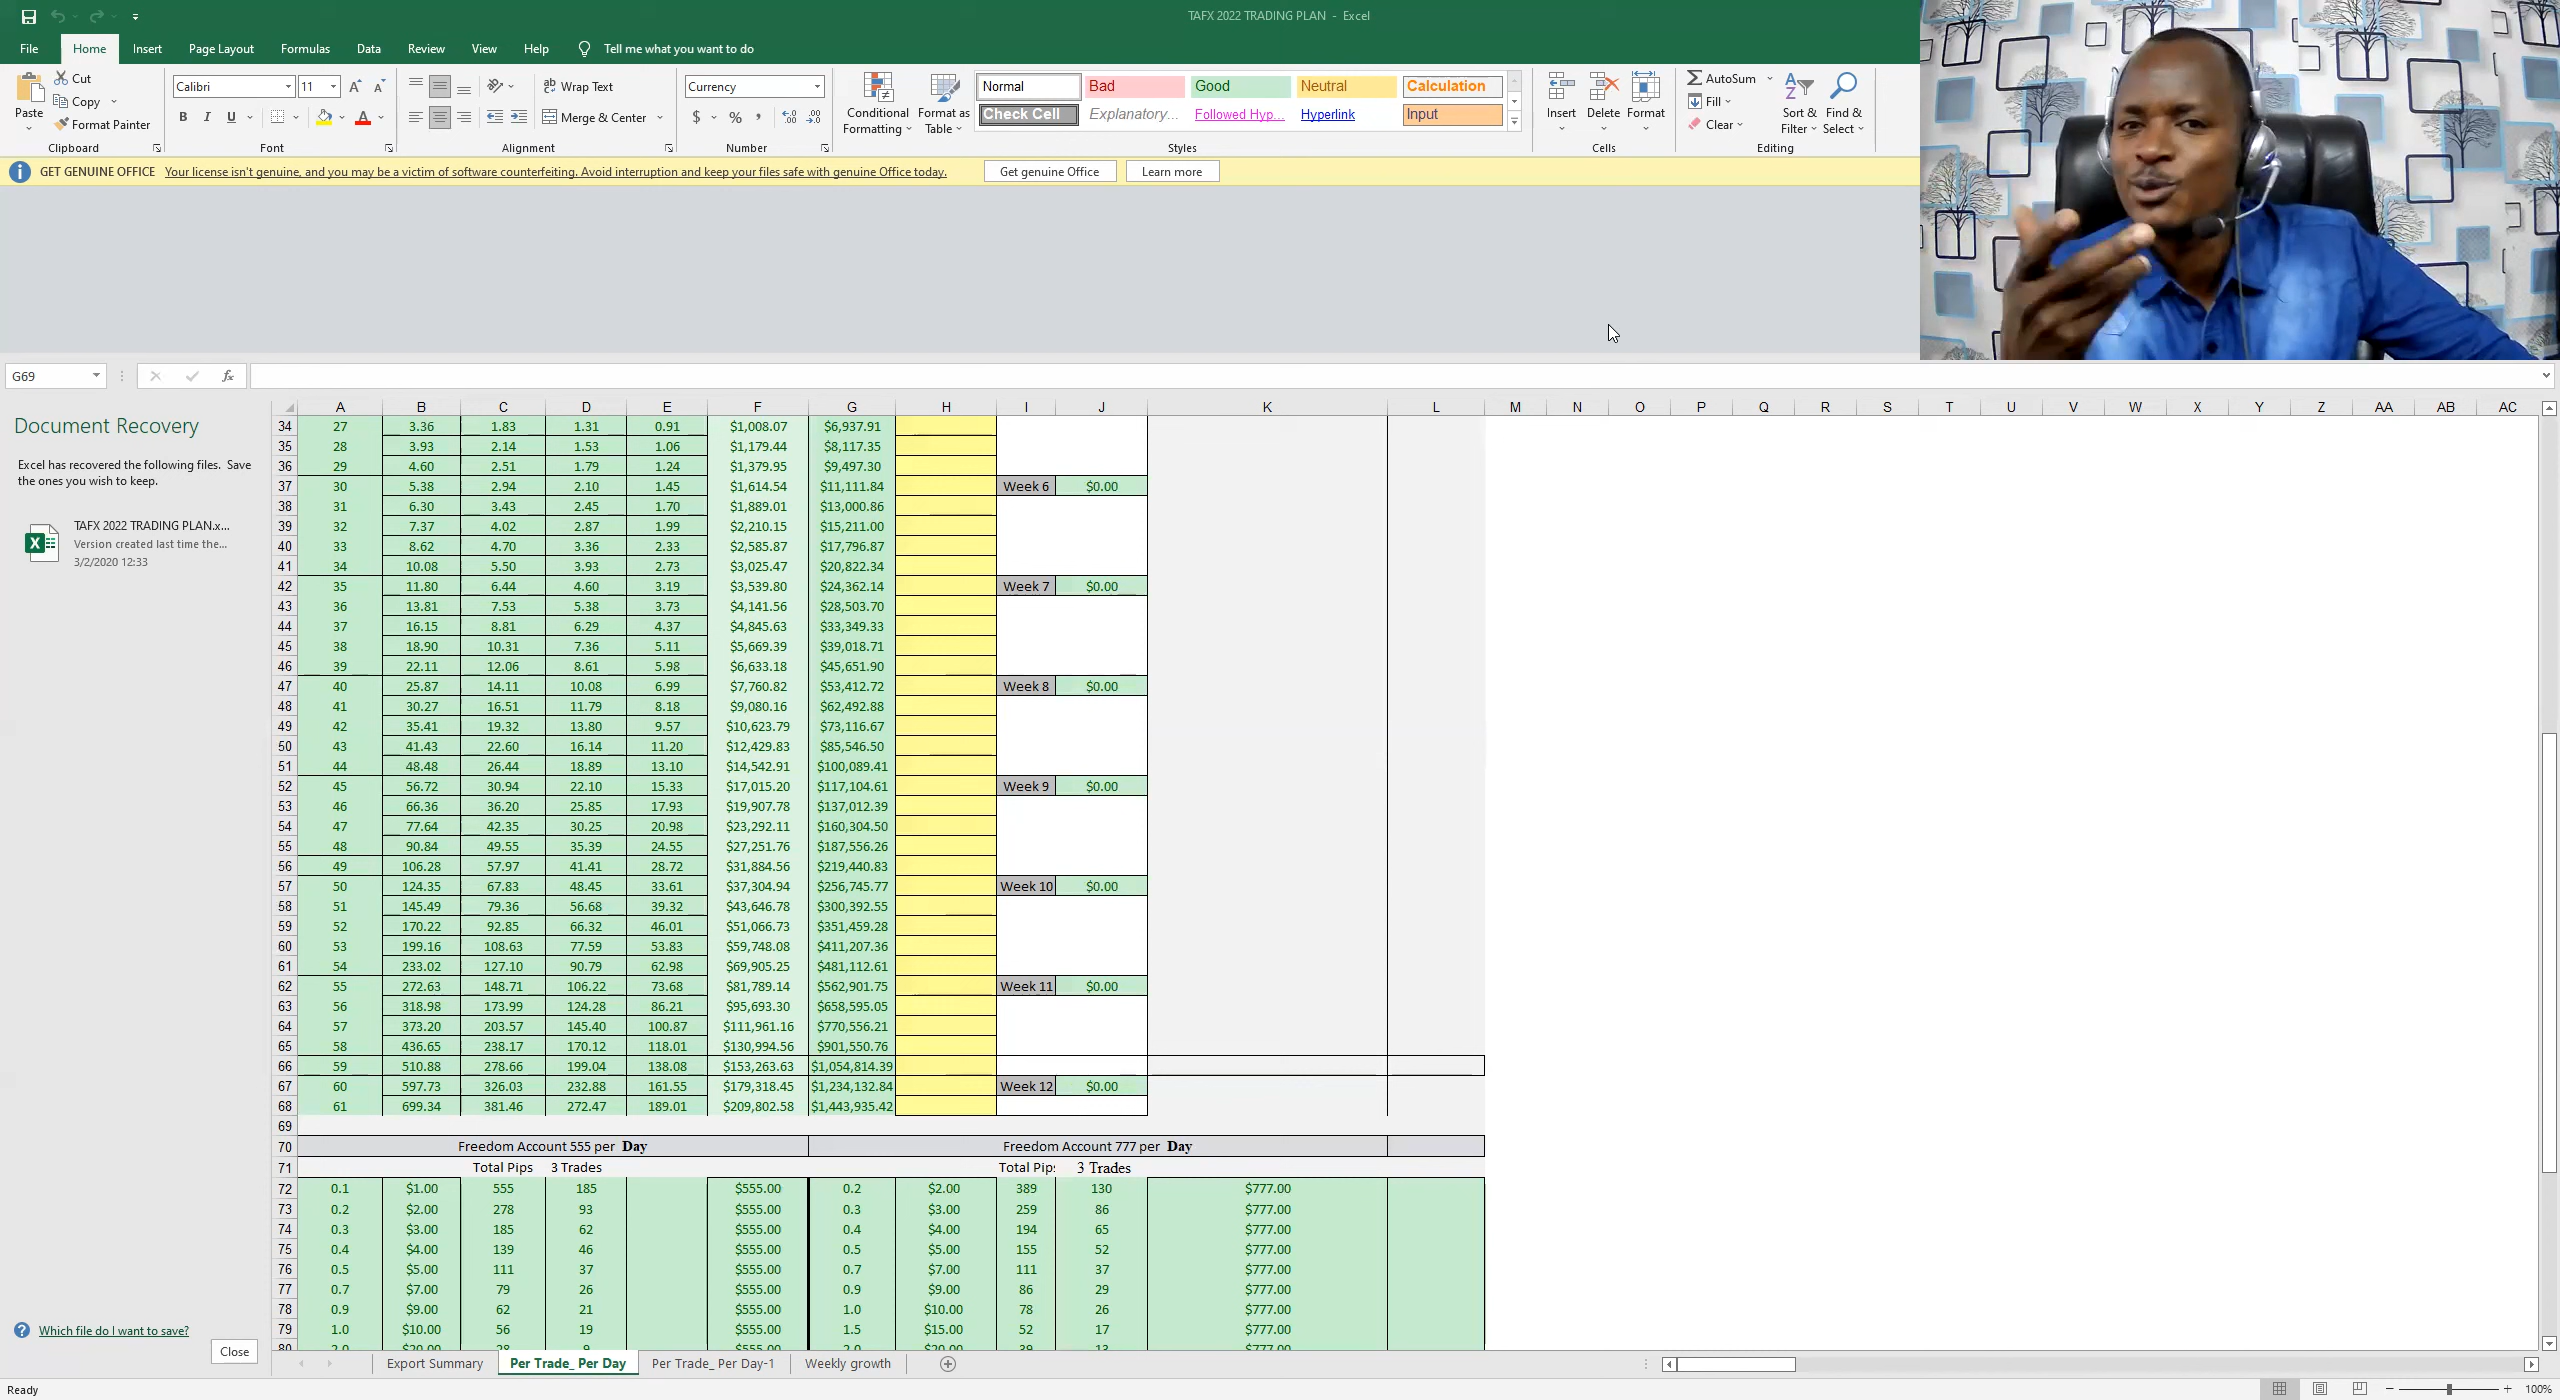 TAFX 2022 TRADING PLAN - Excel
File Home Insert Page Layout Formulas Data Review View Help Tell me what you want to do
Paste Cut Copy Format Painter Clipboard
Calibri 11 B I U Font
Wrap Text Merge & Center Alignment
Currency $ % , Number
Conditional Formatting Format as Table
Normal Bad Good Neutral Calculation
Check Cell Explanatory... Followed Hyp... Hyperlink Input
Styles
Insert Delete Format Cells
AutoSum Fill Clear Sort & Filter Find & Select Editing
GET GENUINE OFFICE Your license isn't genuine, and you may be a victim of software counterfeiting. Avoid interruption and keep your files safe with genuine Office today. Get genuine Office Learn more
G69 fx
Document Recovery
Excel has recovered the following files. Save
the ones you wish to keep.
TAFX 2022 TRADING PLAN.x...
Version created last time the...
3/2/2020 12:33
Which file do I want to save?
Close
A B C D E F G H I J K L M N O P Q R S T U V W X Y Z AA AB AC
34 27 3.36 1.83 1.31 0.91 $1,008.07 $6,937.91
35 28 3.93 2.14 1.53 1.06 $1,179.44 $8,117.35
36 29 4.60 2.51 1.79 1.24 $1,379.95 $9,497.30
37 30 5.38 2.94 2.10 1.45 $1,614.54 $11,111.84 Week 6 $0.00
38 31 6.30 3.43 2.45 1.70 $1,889.01 $13,000.86
39 32 7.37 4.02 2.87 1.99 $2,210.15 $15,211.00
40 33 8.62 4.70 3.36 2.33 $2,585.87 $17,796.87
41 34 10.08 5.50 3.93 2.73 $3,025.47 $20,822.34
42 35 11.80 6.44 4.60 3.19 $3,539.80 $24,362.14 Week 7 $0.00
43 36 13.81 7.53 5.38 3.73 $4,141.56 $28,503.70
44 37 16.15 8.81 6.29 4.37 $4,845.63 $33,349.33
45 38 18.90 10.31 7.36 5.11 $5,669.39 $39,018.71
46 39 22.11 12.06 8.61 5.98 $6,633.18 $45,651.90
47 40 25.87 14.11 10.08 6.99 $7,760.82 $53,412.72 Week 8 $0.00
48 41 30.27 16.51 11.79 8.18 $9,080.16 $62,492.88
49 42 35.41 19.32 13.80 9.57 $10,623.79 $73,116.67
50 43 41.43 22.60 16.14 11.20 $12,429.83 $85,546.50
51 44 48.48 26.44 18.89 13.10 $14,542.91 $100,089.41
52 45 56.72 30.94 22.10 15.33 $17,015.20 $117,104.61 Week 9 $0.00
53 46 66.36 36.20 25.85 17.93 $19,907.78 $137,012.39
54 47 77.64 42.35 30.25 20.98 $23,292.11 $160,304.50
55 48 90.84 49.55 35.39 24.55 $27,251.76 $187,556.26
56 49 106.28 57.97 41.41 28.72 $31,884.56 $219,440.83
57 50 124.35 67.83 48.45 33.61 $37,304.94 $256,745.77 Week 10 $0.00
58 51 145.49 79.36 56.68 39.32 $43,646.78 $300,392.55
59 52 170.22 92.85 66.32 46.01 $51,066.73 $351,459.28
60 53 199.16 108.63 77.59 53.83 $59,748.08 $411,207.36
61 54 233.02 127.10 90.79 62.98 $69,905.25 $481,112.61
62 55 272.63 148.71 106.22 73.68 $81,789.14 $562,901.75 Week 11 $0.00
63 56 318.98 173.99 124.28 86.21 $95,693.30 $658,595.05
64 57 373.20 203.57 145.40 100.87 $111,961.16 $770,556.21
65 58 436.65 238.17 170.12 118.01 $130,994.56 $901,550.76
66 59 510.88 278.66 199.04 138.08 $153,263.63 $1,054,814.39
67 60 597.73 326.03 232.88 161.55 $179,318.45 $1,234,132.84 Week 12 $0.00
68 61 699.34 381.46 272.47 189.01 $209,802.58 $1,443,935.42
69
70 Freedom Account 555 per Day Freedom Account 777 per Day
71 Total Pips 3 Trades Total Pips 3 Trades
72 0.1 $1.00 555 185 $555.00 0.2 $2.00 389 130 $777.00
73 0.2 $2.00 278 93 $555.00 0.3 $3.00 259 86 $777.00
74 0.3 $3.00 185 62 $555.00 0.4 $4.00 194 65 $777.00
75 0.4 $4.00 139 46 $555.00 0.5 $5.00 155 52 $777.00
76 0.5 $5.00 111 37 $555.00 0.7 $7.00 111 37 $777.00
77 0.7 $7.00 79 26 $555.00 0.9 $9.00 86 29 $777.00
78 0.9 $9.00 62 21 $555.00 1.0 $10.00 78 26 $777.00
79 1.0 $10.00 56 19 $555.00 1.5 $15.00 52 17 $777.00
Export Summary Per Trade_ Per Day Per Trade_ Per Day-1 Weekly growth
Ready 100%